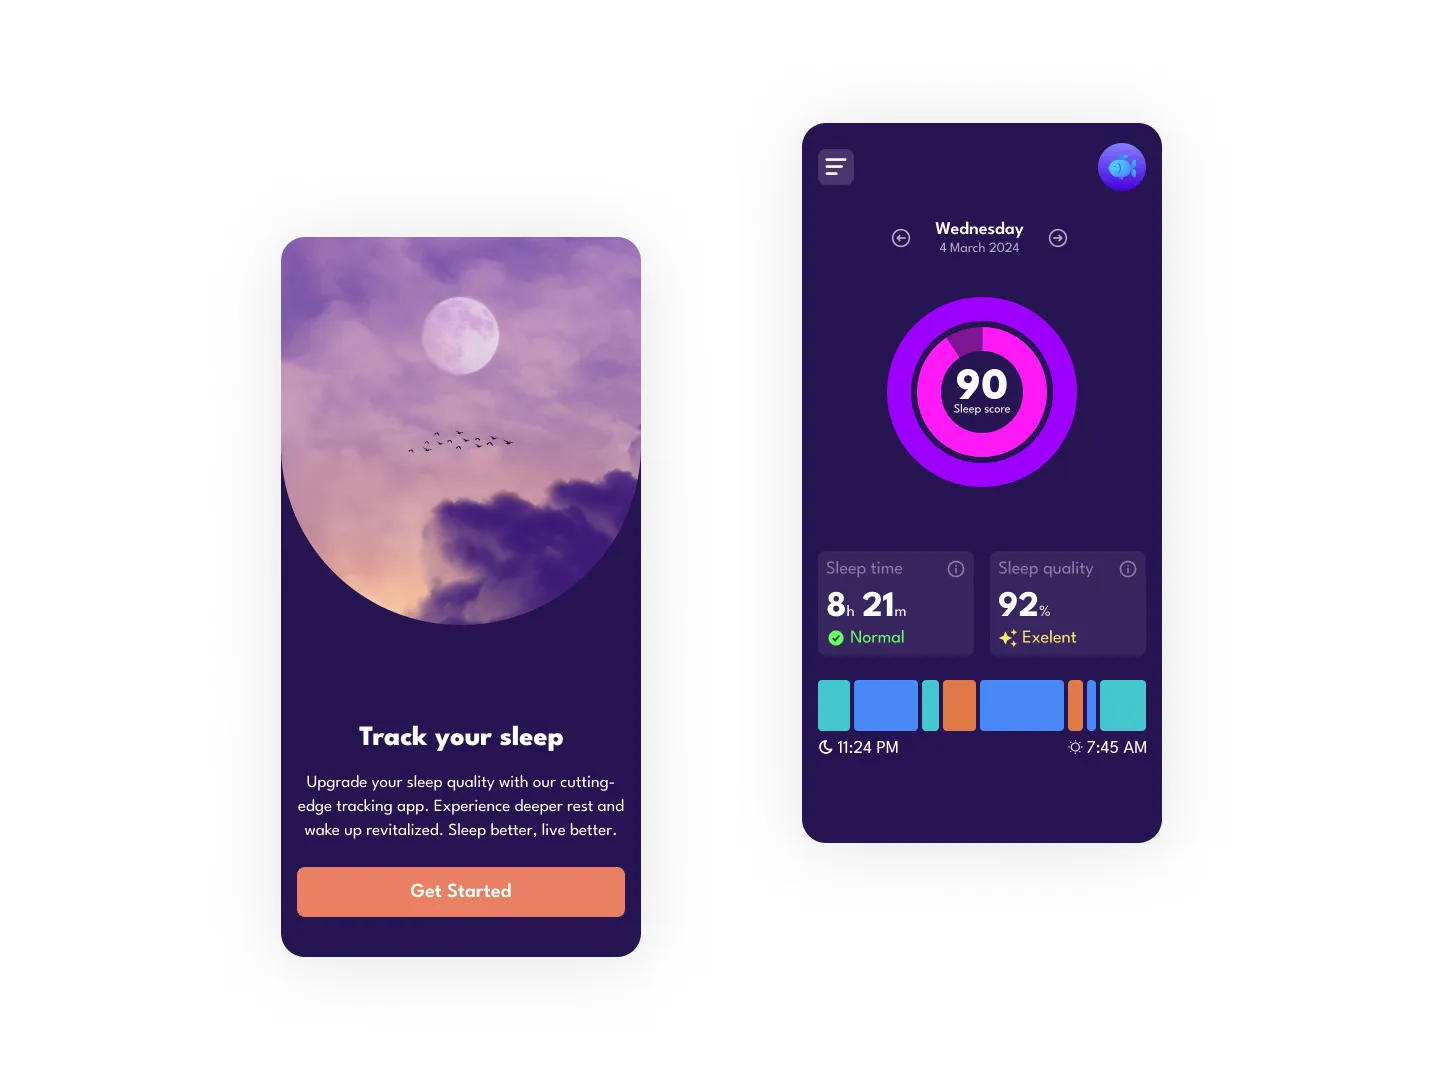 Track your sleep
Upgrade your sleep quality with our cutting-
edge tracking app. Experience deeper rest and
wake up revitalized. Sleep better, live better.
Get Started
Wednesday
4 March 2024
90
Sleep score
Sleep time
8h 21m
Normal
Sleep quality
92%
Exelent
11:24 PM
7:45 AM